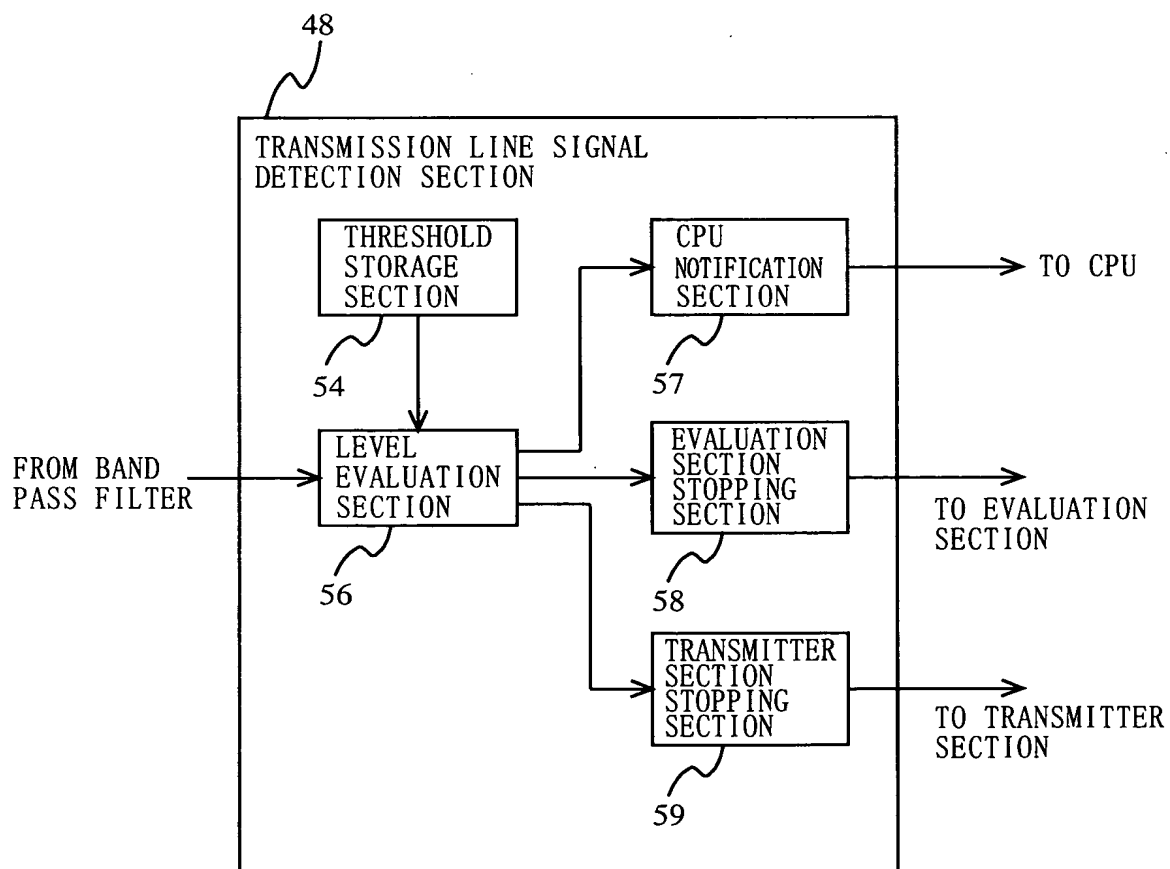 48
TRANSMISSION LINE SIGNAL
DETECTION SECTION
THRESHOLD
STORAGE
SECTION
54
CPU
NOTIFICATION
SECTION
57
TO CPU
FROM BAND
PASS FILTER
LEVEL
EVALUATION
SECTION
56
EVALUATION
SECTION
STOPPING
SECTION
58
TO EVALUATION
SECTION
TRANSMITTER
SECTION
STOPPING
SECTION
59
TO TRANSMITTER
SECTION